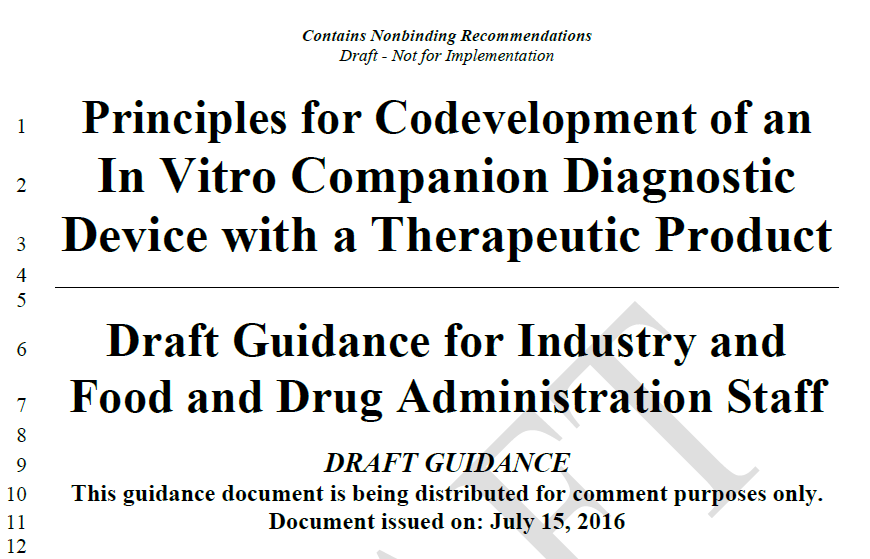 Contains Nonbinding Recommendations
Draft - Not for Implementation
1 Principles for Codevelopment of an
2 In Vitro Companion Diagnostic
3 Device with a Therapeutic Product
4
5
6 Draft Guidance for Industry and
7 Food and Drug Administration Staff
8
9 DRAFT GUIDANCE
10 This guidance document is being distributed for comment purposes only.
11 Document issued on: July 15, 2016
12